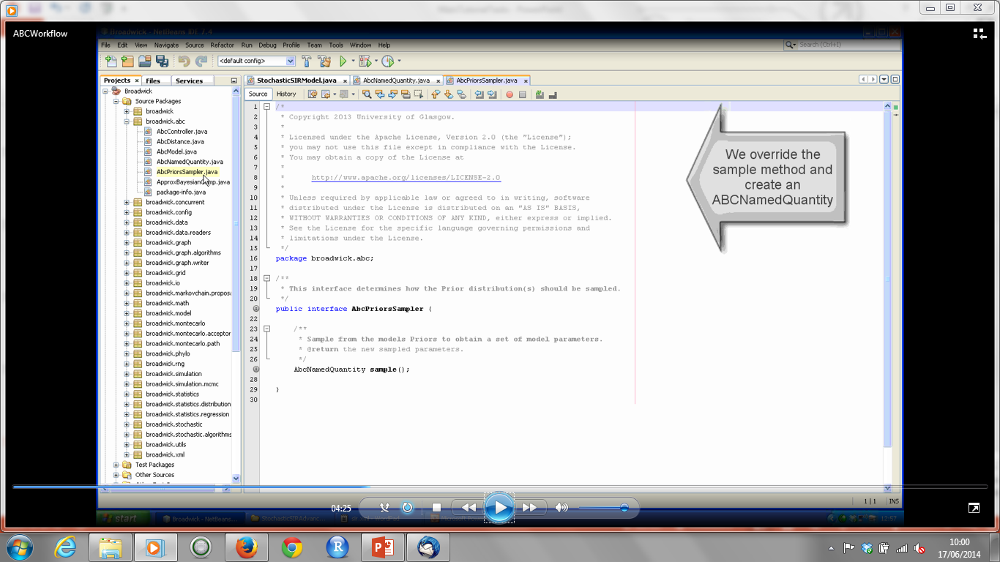 ABCWorkflow
Broadwick - NetBeans IDE 7.4
File Edit View Navigate Source Refactor Run Debug Profile Team Tools Window Help
Search (Ctrl+I)
<default config>
Projects Files Services
StochasticSIRModel.java AbcNamedQuantity.java AbcPriorsSampler.java
Source History
Broadwick
Source Packages
broadwick
broadwick.abc
AbcController.java
AbcDistance.java
AbcModel.java
AbcNamedQuantity.java
AbcPriorsSampler.java
ApproxBayesianComp.java
package-info.java
broadwick.concurrent
broadwick.config
broadwick.data
broadwick.data.readers
broadwick.graph
broadwick.graph.algorithms
broadwick.graph.writer
broadwick.grid
broadwick.io
broadwick.markovchain.proposa
broadwick.math
broadwick.model
broadwick.montecarlo
broadwick.montecarlo.acceptor
broadwick.montecarlo.path
broadwick.phylo
broadwick.rng
broadwick.simulation
broadwick.simulation.mcmc
broadwick.statistics
broadwick.statistics.distribution
broadwick.statistics.regression
broadwick.stochastic
broadwick.stochastic.algorithms
broadwick.utils
broadwick.xml
Test Packages
Other Sources
1 /*
2 * Copyright 2013 University of Glasgow.
3 *
4 * Licensed under the Apache License, Version 2.0 (the "License");
5 * you may not use this file except in compliance with the License.
6 * You may obtain a copy of the License at
7 *
8 * http://www.apache.org/licenses/LICENSE-2.0
9 *
10 * Unless required by applicable law or agreed to in writing, software
11 * distributed under the License is distributed on an "AS IS" BASIS,
12 * WITHOUT WARRANTIES OR CONDITIONS OF ANY KIND, either express or implied.
13 * See the License for the specific language governing permissions and
14 * limitations under the License.
15 */
16 package broadwick.abc;
17
18 /**
19 * This interface determines how the Prior distribution(s) should be sampled.
20 */
public interface AbcPriorsSampler {
22
23 /**
24 * Sample from the models Priors to obtain a set of model parameters.
25 * @return the new sampled parameters.
26 */
AbcNamedQuantity sample();
28
29 }
30
We override the
sample method and
create an
ABCNamedQuantity
1 | 1 INS
04:25
start Broadwick - NetBeans... StochasticSIRAdvanc... 12:57
10:00
17/06/2014